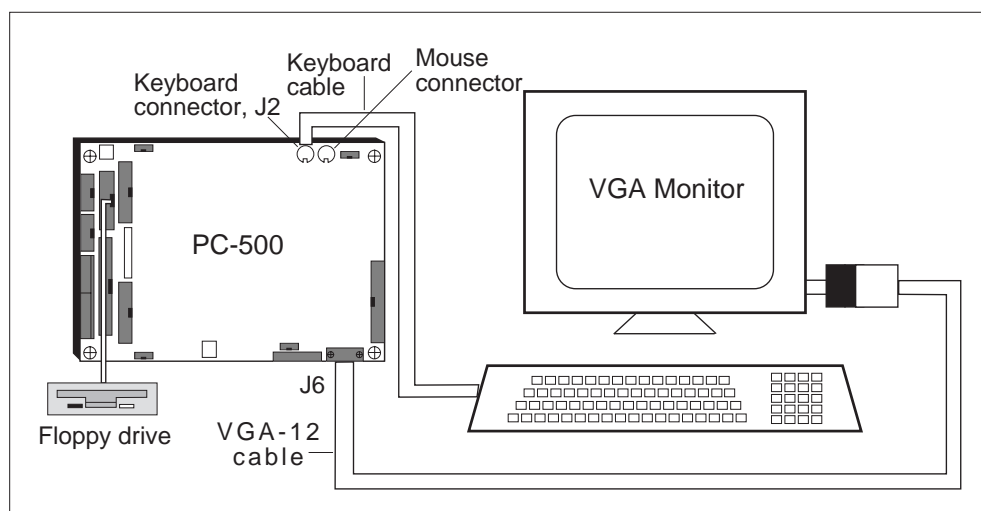 Keyboard
connector, J2
Keyboard
cable
Mouse
connector
VGA Monitor
PC-500
J6
Floppy drive
VGA-12
cable